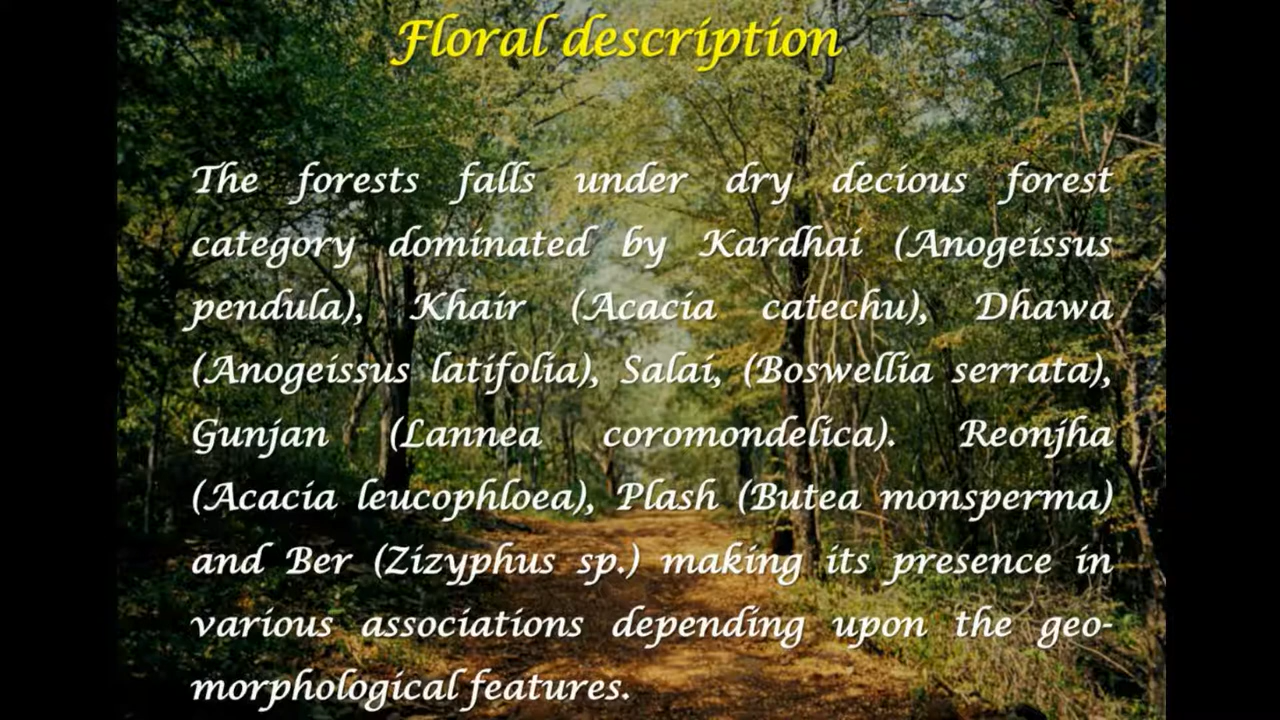 Floral description
The forests falls under dry decious forest
category dominated by Kardhai (Anogeissus
pendula), Khair (Acacia catechu), Dhawa
(Anogeissus latifolia), Salai, (Boswellia serrata),
Gunjan (Lannea coromondelica). Reonjha
(Acacia leucophloea), Plash (Butea monsperma)
and Ber (Zizyphus sp.) making its presence in
various associations depending upon the geo-
morphological features.